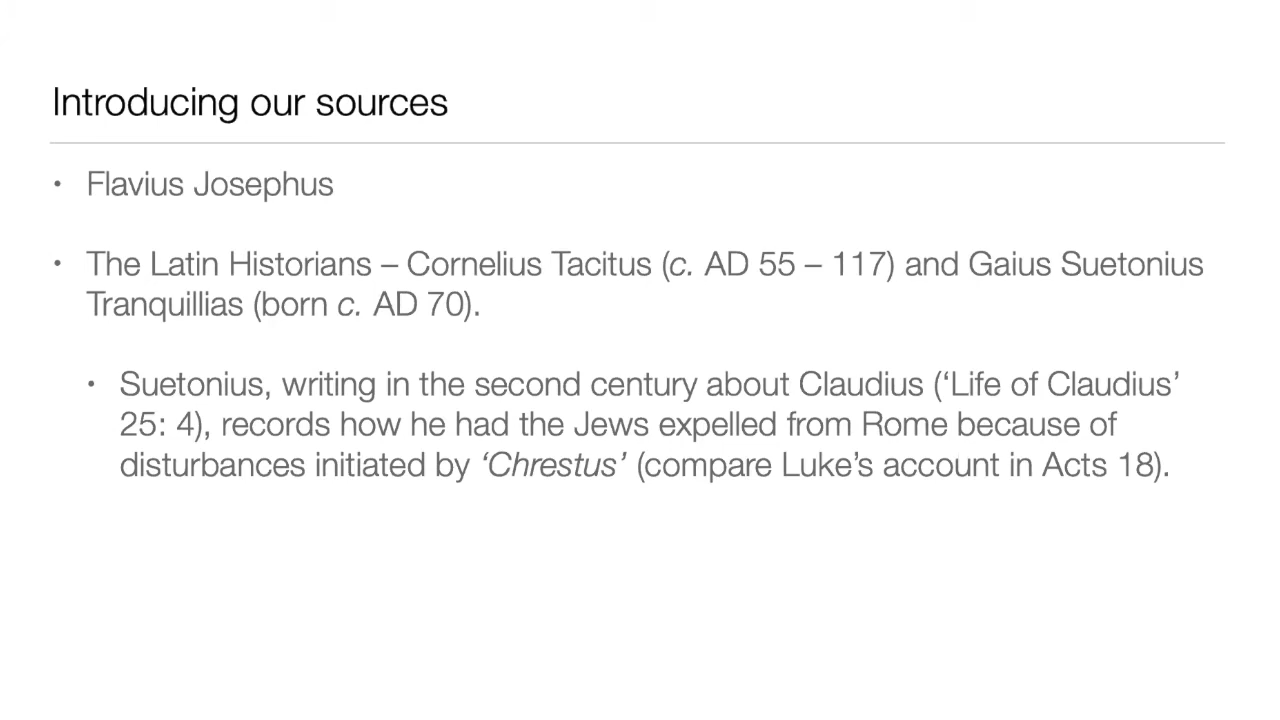 Introducing our sources
• Flavius Josephus
• The Latin Historians – Cornelius Tacitus (c. AD 55 – 117) and Gaius Suetonius
Tranquillias (born c. AD 70).
• Suetonius, writing in the second century about Claudius (‘Life of Claudius’
25: 4), records how he had the Jews expelled from Rome because of
disturbances initiated by ‘Chrestus’ (compare Luke’s account in Acts 18).